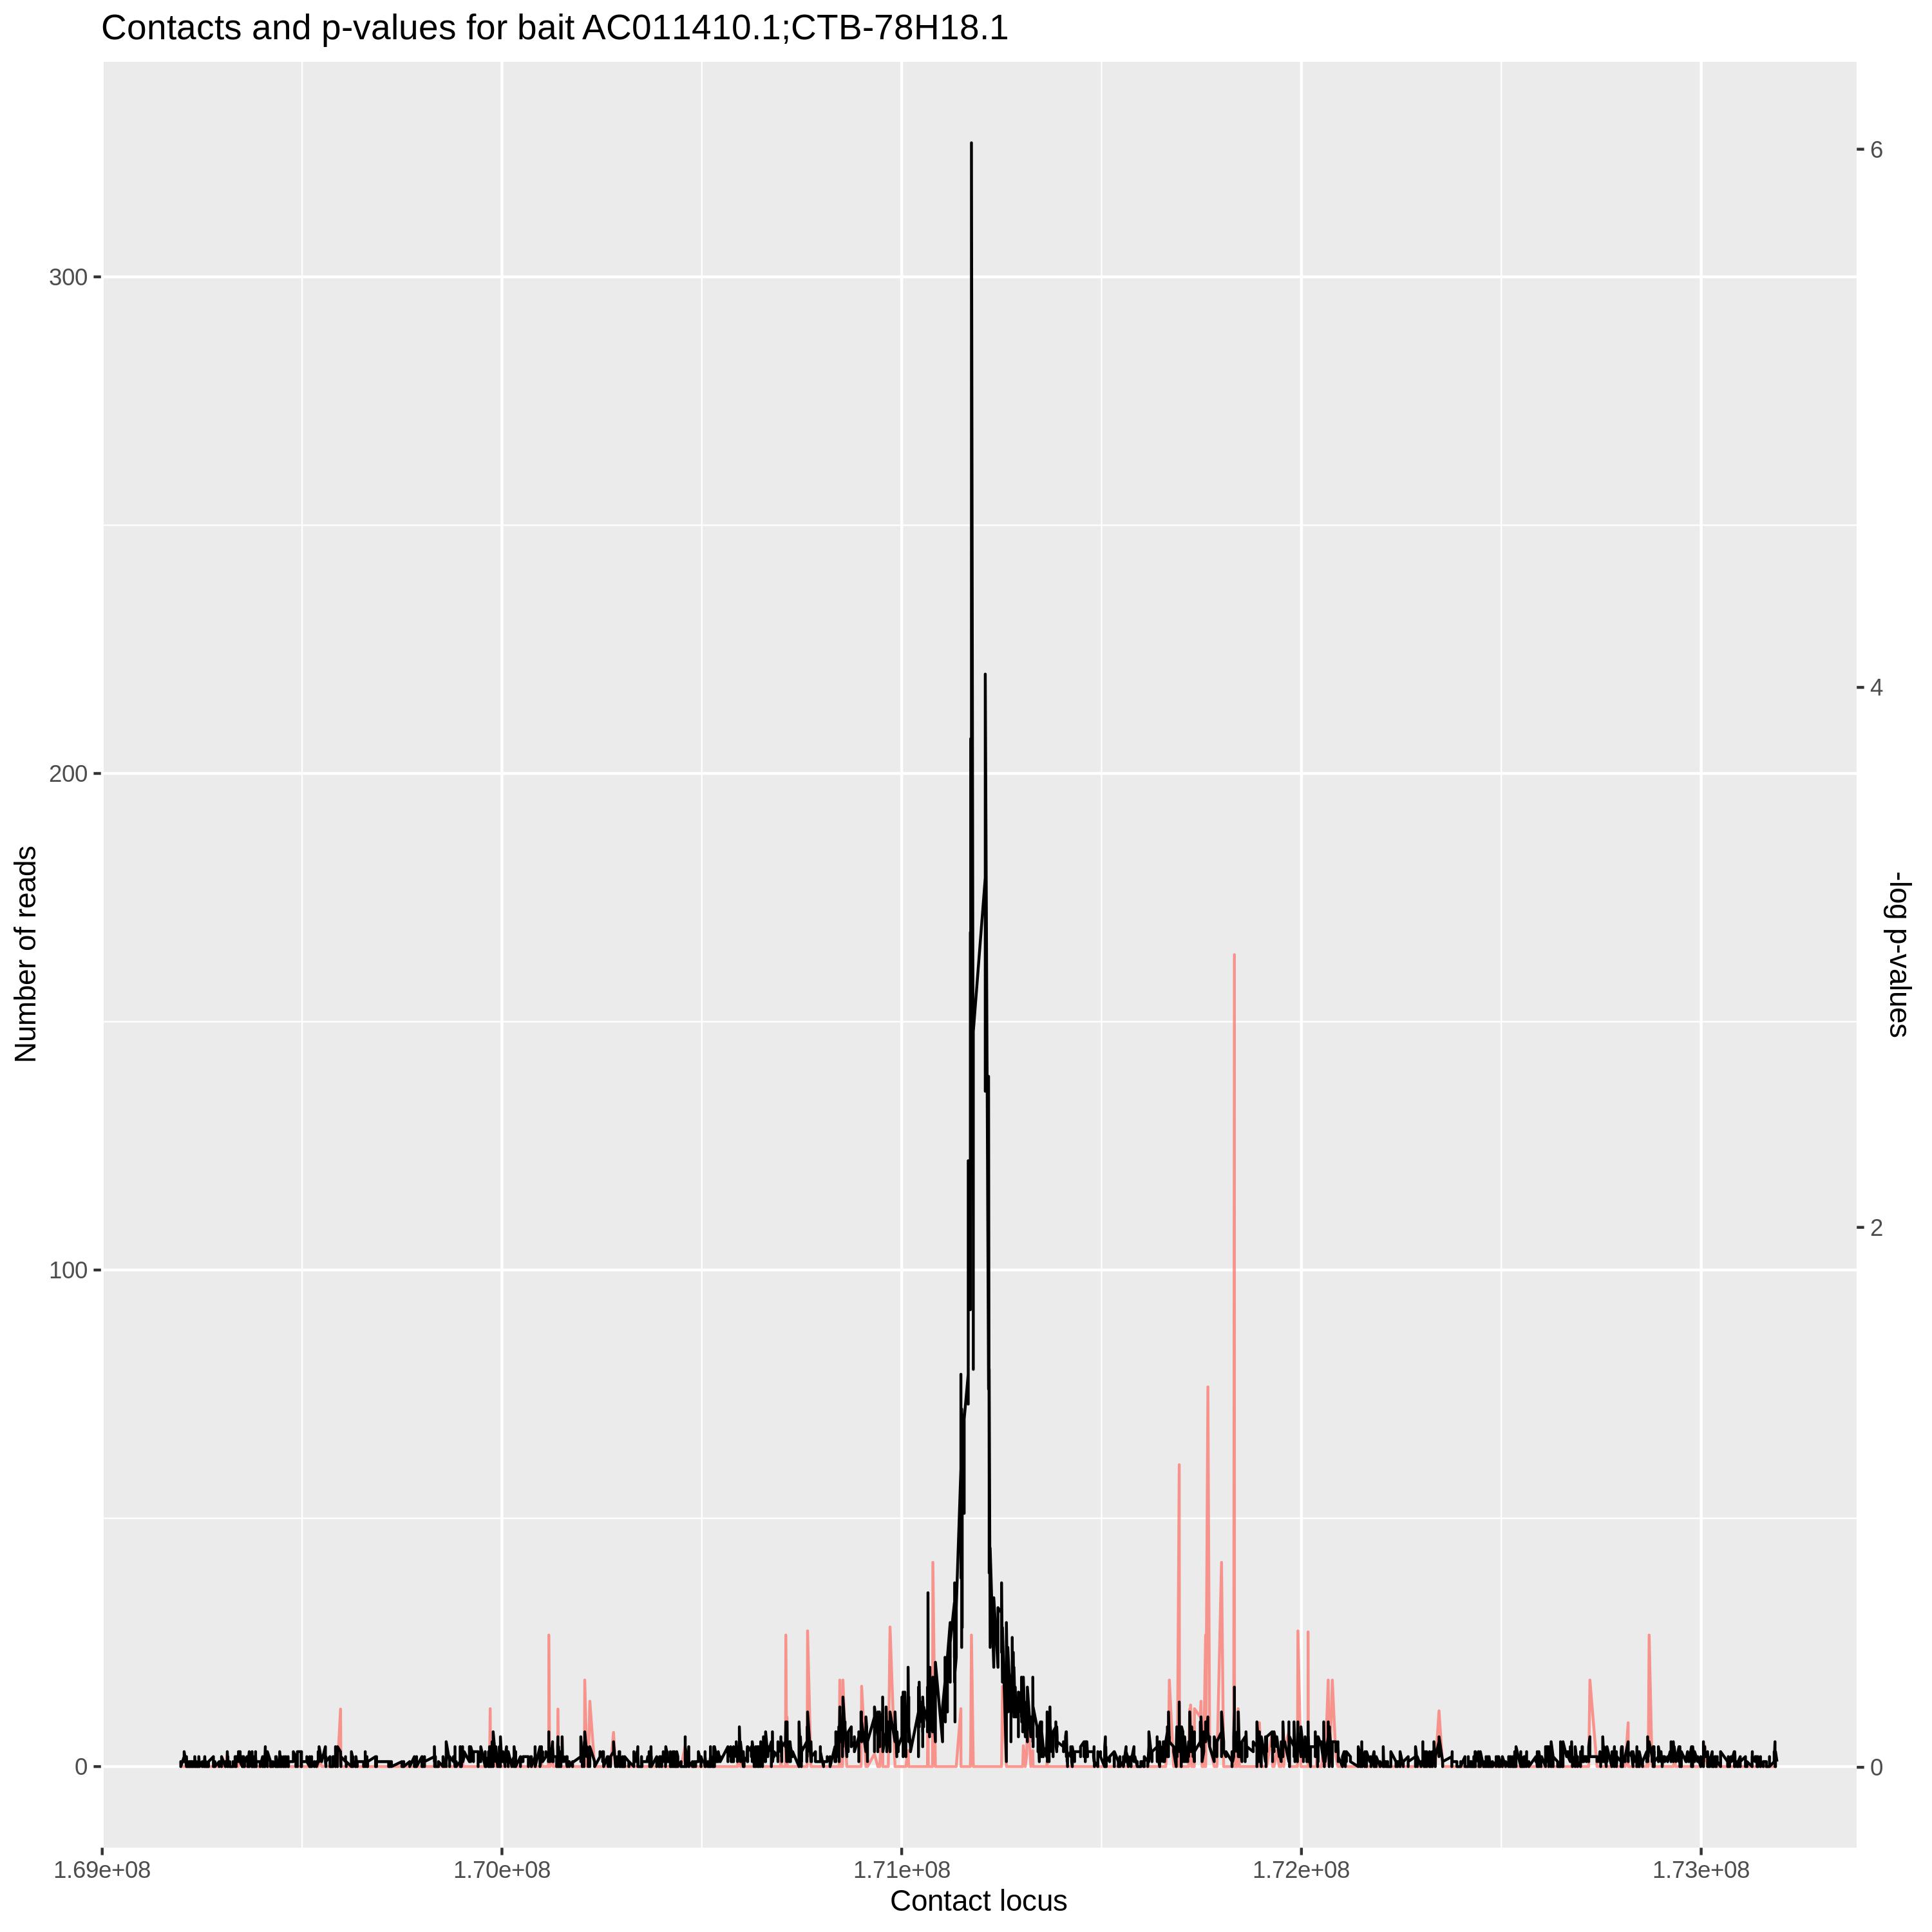 Contacts and p-values for bait AC011410.1;CTB-78H18.1
Number of reads
300
200
100
0
6
4
2
0
-log p-values
1.69e+08
1.70e+08
1.71e+08
1.72e+08
1.73e+08
Contact locus